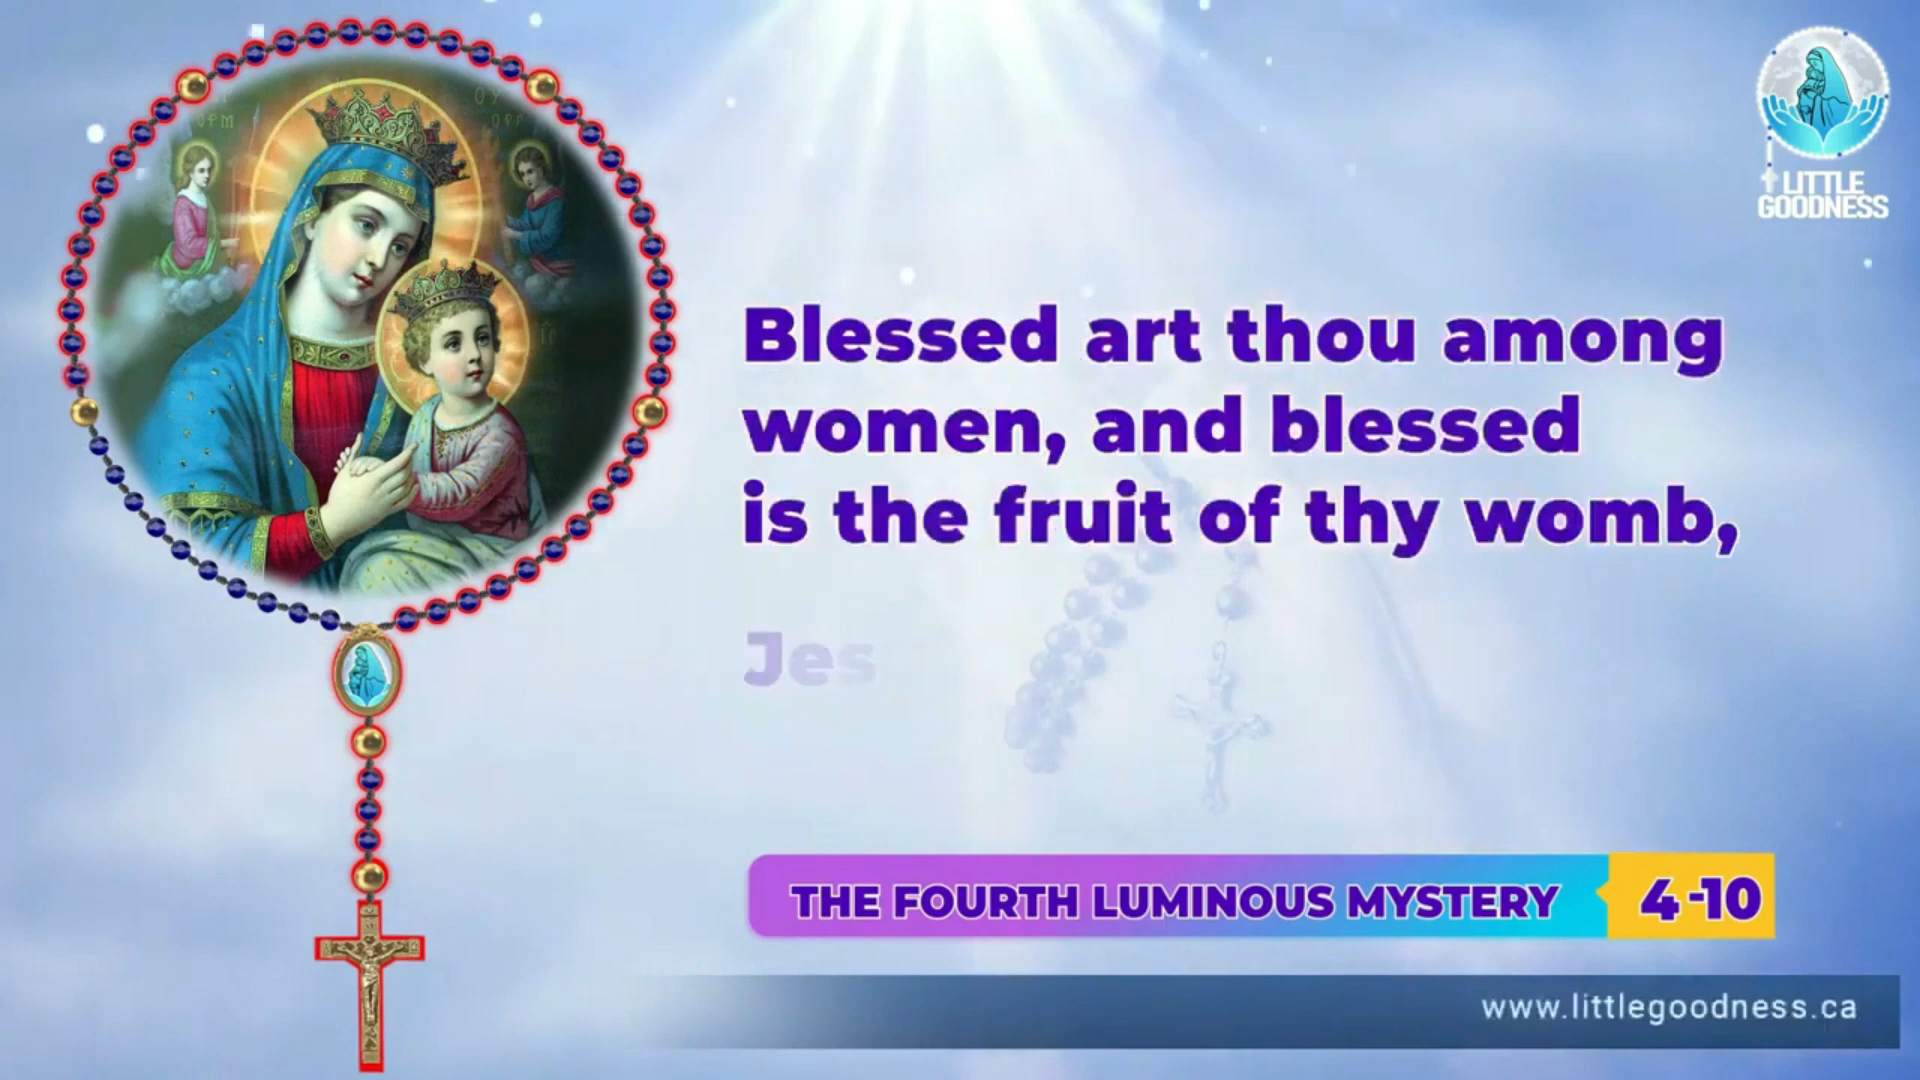 LITTLE
GOODNESS
Blessed art thou among
women, and blessed
is the fruit of thy womb,
Jes
THE FOURTH LUMINOUS MYSTERY 4-10
www.littlegoodness.ca